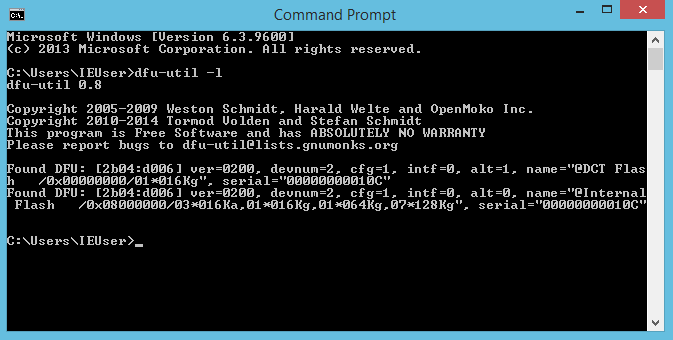 Command Prompt
Microsoft Windows [Version 6.3.9600]
(c) 2013 Microsoft Corporation. All rights reserved.
C:\Users\IEUser>dfu-util -l
dfu-util 0.8
Copyright 2005-2009 Weston Schmidt, Harald Welte and OpenMoko Inc.
Copyright 2010-2014 Tormod Volden and Stefan Schmidt
This program is Free Software and has ABSOLUTELY NO WARRANTY
Please report bugs to dfu-util@lists.gnumonks.org
Found DFU: [2b04:d006] ver=0200, devnum=2, cfg=1, intf=0, alt=1, name="@DCT Flas
h   /0x00000000/01*016Kg", serial="00000000010C"
Found DFU: [2b04:d006] ver=0200, devnum=2, cfg=1, intf=0, alt=0, name="@Internal
 Flash   /0x08000000/03*016Ka,01*016Kg,01*064Kg,07*128Kg", serial="00000000010C"
C:\Users\IEUser>_